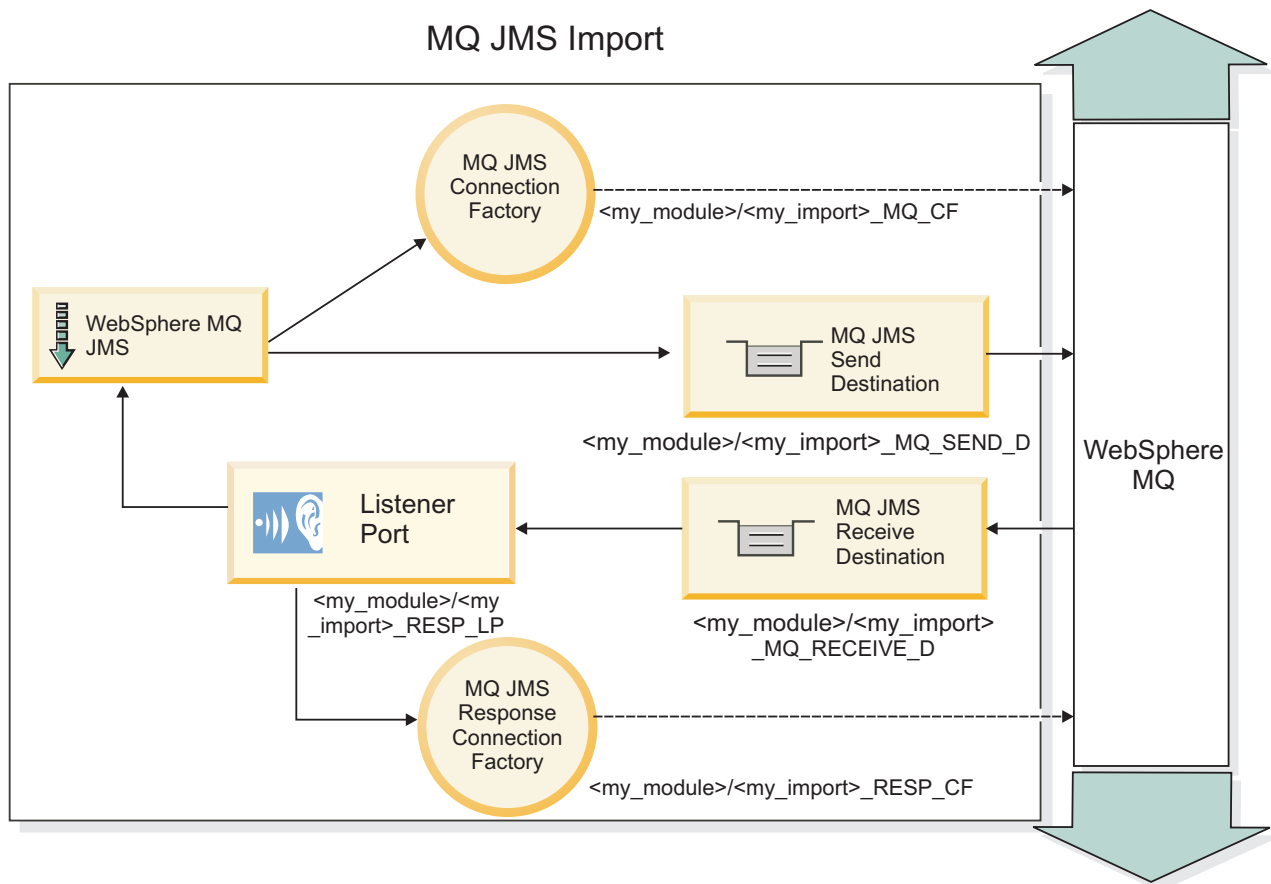 MQ JMS Import
MQ JMS
Connection
Factory
<my_module>/<my_import>_MQ_CF
WebSphere MQ
JMS
MQ JMS
Send
Destination
<my_module>/<my_import>_MQ_SEND_D
WebSphere
MQ
Listener
Port
MQ JMS
Receive
Destination
<my_module>/<my
_import>_RESP_LP
<my_module>/<my_import>
_MQ_RECEIVE_D
MQ JMS
Response
Connection
Factory
<my_module>/<my_import>_RESP_CF